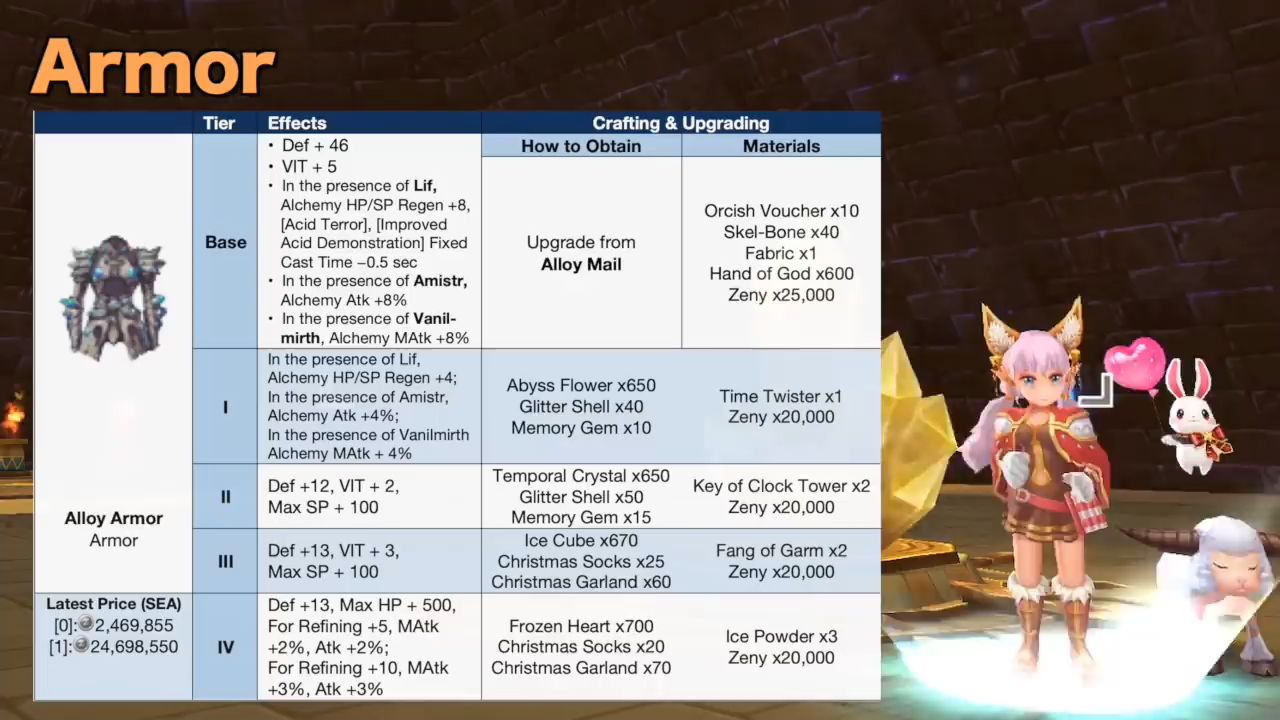 Armor
Tier
Effects
Crafting & Upgrading
How to Obtain
Materials
Base
• Def + 46
• VIT + 5
• In the presence of Lif,
Alchemy HP/SP Regen +8,
[Acid Terror], [Improved
Acid Demonstration] Fixed
Cast Time −0.5 sec
• In the presence of Amistr,
Alchemy Atk +8%
• In the presence of Vanil-
mirth, Alchemy MAtk +8%
Upgrade from
Alloy Mail
Orcish Voucher x10
Skel-Bone x40
Fabric x1
Hand of God x600
Zeny x25,000
I
In the presence of Lif,
Alchemy HP/SP Regen +4;
In the presence of Amistr,
Alchemy Atk +4%;
In the presence of Vanilmirth
Alchemy MAtk + 4%
Abyss Flower x650
Glitter Shell x40
Memory Gem x10
Time Twister x1
Zeny x20,000
II
Def +12, VIT + 2,
Max SP + 100
Temporal Crystal x650
Glitter Shell x50
Memory Gem x15
Key of Clock Tower x2
Zeny x20,000
Alloy Armor
Armor
III
Def +13, VIT + 3,
Max SP + 100
Ice Cube x670
Christmas Socks x25
Christmas Garland x60
Fang of Garm x2
Zeny x20,000
Latest Price (SEA)
[0]: 2,469,855
[1]: 24,698,550
IV
Def +13, Max HP + 500,
For Refining +5, MAtk
+2%, Atk +2%;
For Refining +10, MAtk
+3%, Atk +3%
Frozen Heart x700
Christmas Socks x20
Christmas Garland x70
Ice Powder x3
Zeny x20,000